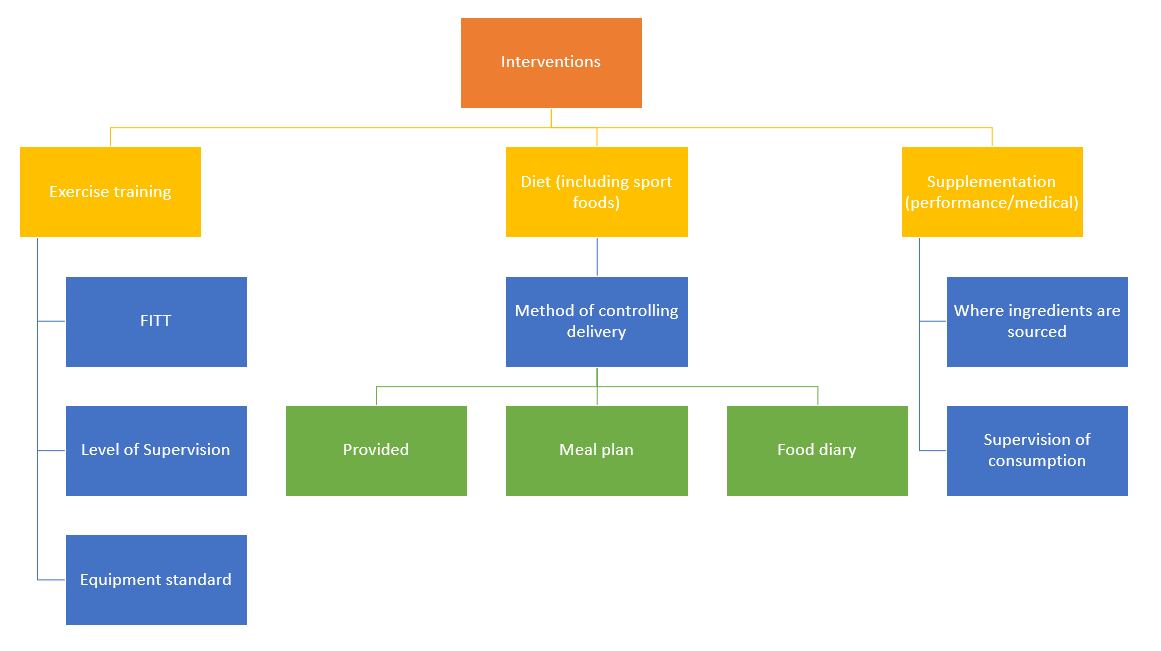 Interventions
Exercise training
Diet (including sport
foods)
Supplementation
(performance/medical)
FITT
Method of controlling
delivery
Where ingredients are
sourced
Level of Supervision
Provided
Meal plan
Food diary
Supervision of
consumption
Equipment standard